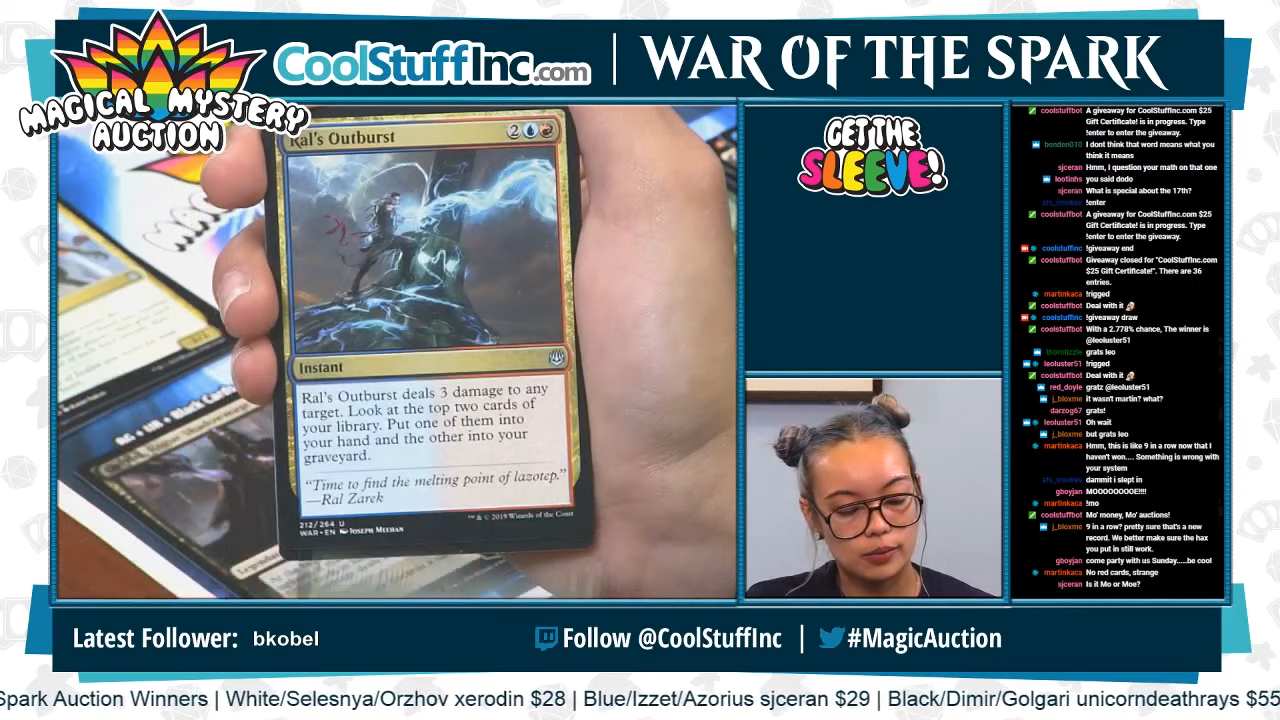 MAGICAL MYSTERY
AUCTION
COOLSTUFFINC.com
WAR OF THE SPARK
Ral's Outburst
2
Instant
Ral's Outburst deals 3 damage to any
target. Look at the top two cards of
your library. Put one of them into
your hand and the other into your
graveyard.
“Time to find the melting point of lazotep.”
—Ral Zarek
212/264 U
WAR • EN Joseph Meehan
™ & © 2019 Wizards of the Coast
GET THE
SLEEVE!
coolstuffbot A giveaway for CoolStuffInc.com $25
Gift Certificate! is in progress. Type
!enter to enter the giveaway.
benden010 I dont think that word means what you
think it means
sjceran Hmm, I question your math on that one
lootinhs you said dodo
sjceran What is special about the 17th?
!enter
coolstuffbot A giveaway for CoolStuffInc.com $25
Gift Certificate! is in progress. Type
!enter to enter the giveaway.
coolstuffinc !giveaway end
coolstuffbot Giveaway closed for "CoolStuffInc.com
$25 Gift Certificate!". There are 36
entries.
martinkaca !rigged
coolstuffbot Deal with it
coolstuffinc !giveaway draw
coolstuffbot With a 2.778% chance, The winner is
@leoluster51
thorntizzle grats leo
leoluster51 !rigged
coolstuffbot Deal with it
red_doyle gratz @leoluster51
j_bloxme it wasn't martin? what?
darzog67 grats!
leoluster51 Oh wait
j_bloxme but grats leo
martinkaca Hmm, this is like 9 in a row now that I
haven't won.... Something is wrong with
your system
dammit i slept in
gboyjan MOOOOOOOOE!!!!
martinkaca !mo
coolstuffbot Mo' money, Mo' auctions!
j_bloxme 9 in a row? pretty sure that's a new
record. We better make sure the hax
you put in still work.
gboyjan come party with us Sunday.....be cool
martinkaca No red cards, strange
sjceran Is it Mo or Moe?
Latest Follower: bkobel
Follow @CoolStuffInc | #MagicAuction
Spark Auction Winners | White/Selesnya/Orzhov xerodin $28 | Blue/Izzet/Azorius sjceran $29 | Black/Dimir/Golgari unicorndeathrays $55